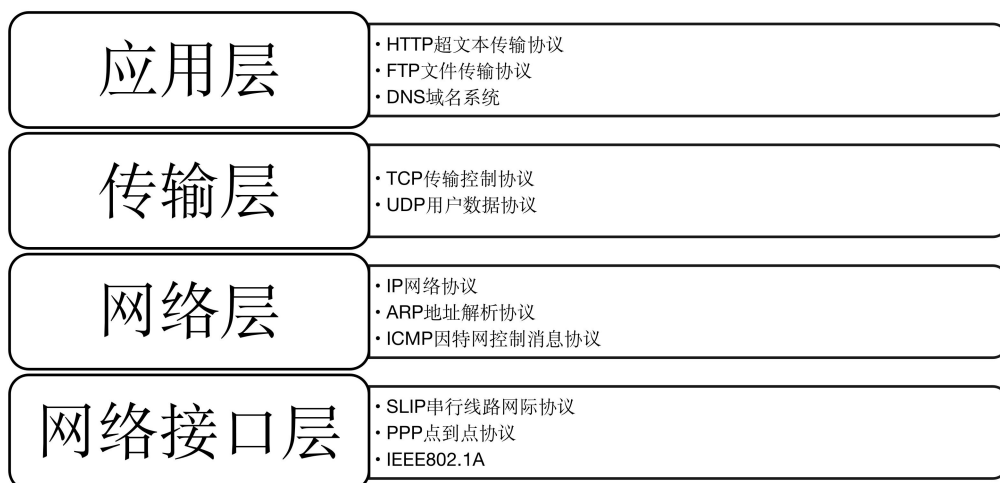 应用层
• HTTP超文本传输协议
• FTP文件传输协议
• DNS域名系统
传输层
• TCP传输控制协议
• UDP用户数据协议
网络层
• IP网络协议
• ARP地址解析协议
• ICMP因特网控制消息协议
网络接口层
• SLIP串行线路网际协议
• PPP点到点协议
• IEEE802.1A